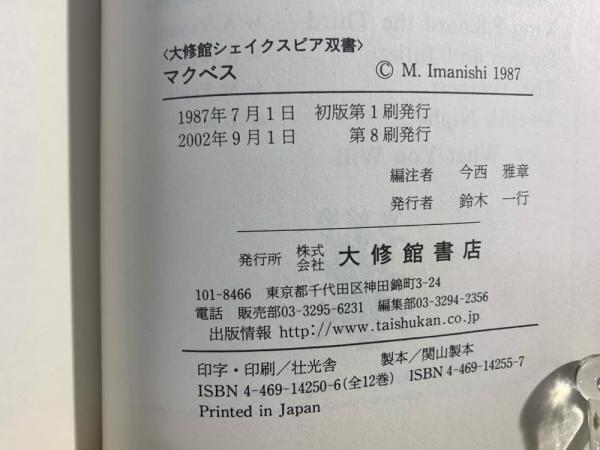 〈大修館シェイクスピア双書〉
マクベス © M. Imanishi 1987
1987年7月1日 初版第1刷発行
2002年9月1日 第8刷発行
編注者 今西 雅章
発行者 鈴木 一行
発行所 株式会社 大修館書店
101-8466 東京都千代田区神田錦町3-24
電話 販売部03-3295-6231 編集部03-3294-2356
出版情報 http://www.taishukan.co.jp
印字・印刷／壮光舎 製本／関山製本
ISBN 4-469-14250-6(全12巻) ISBN 4-469-14255-7
Printed in Japan